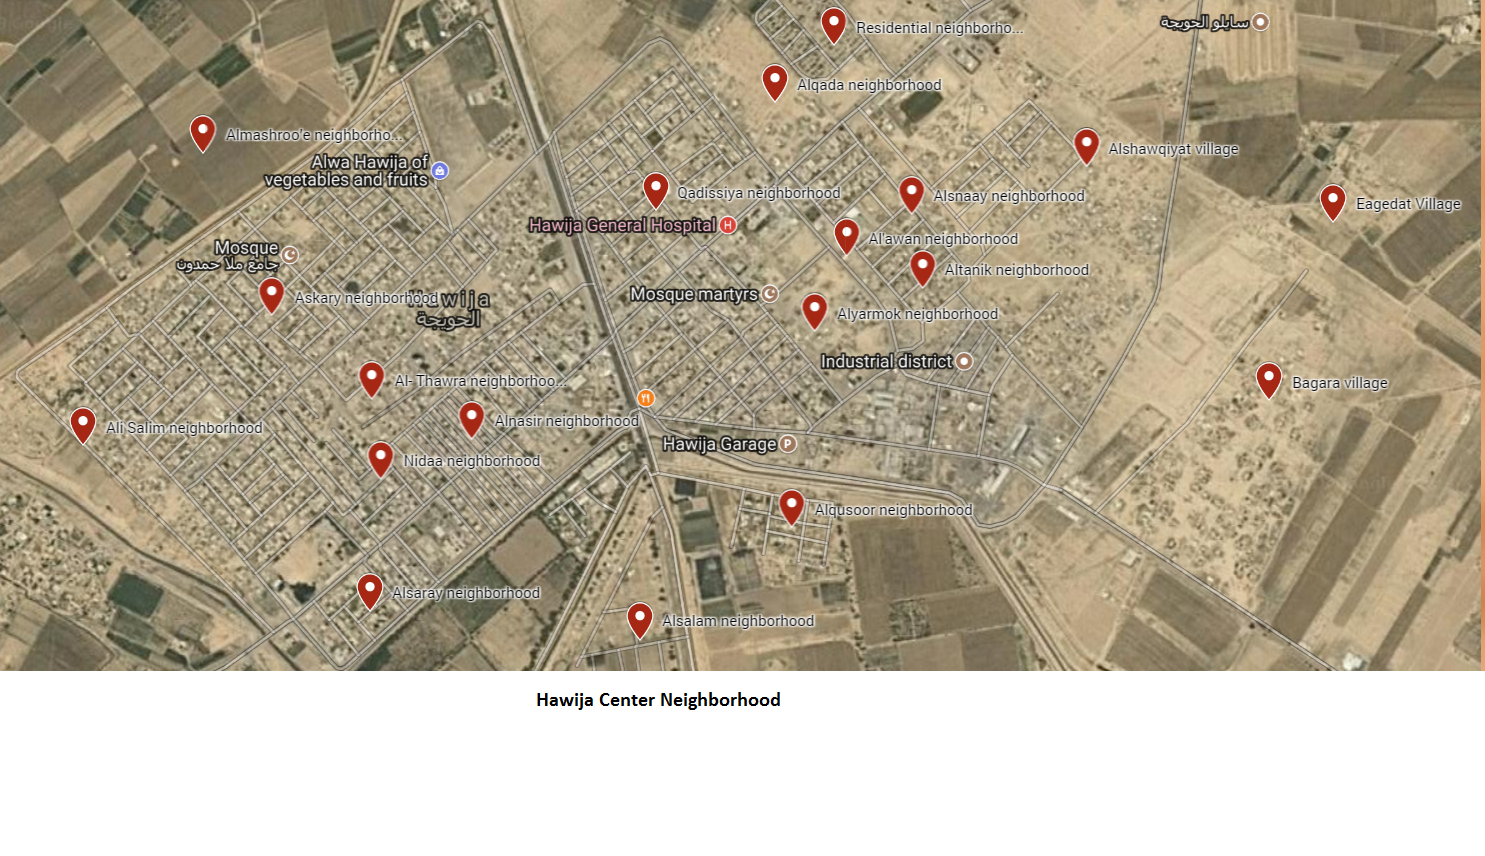 Residential neighborho...
سايلو الحويجة
Alqada neighborhood
Almashroo'e neighborho...
Alwa Hawija of
vegetables and fruits
Alshawqiyat village
Qadissiya neighborhood
Alsnaay neighborhood
Eagedat Village
Hawija General Hospital
H
Al'awan neighborhood
Mosque
جامع ملا حمدون
Altanik neighborhood
Askary neighborhood
Hawija
الحويجة
Mosque martyrs
Alyarmok neighborhood
Industrial district
Al- Thawra neighborhoo...
Bagara village
Ali Salim neighborhood
Alnasir neighborhood
Hawija Garage
P
Nidaa neighborhood
Alqusoor neighborhood
Alsaray neighborhood
Alsalam neighborhood
Hawija Center Neighborhood